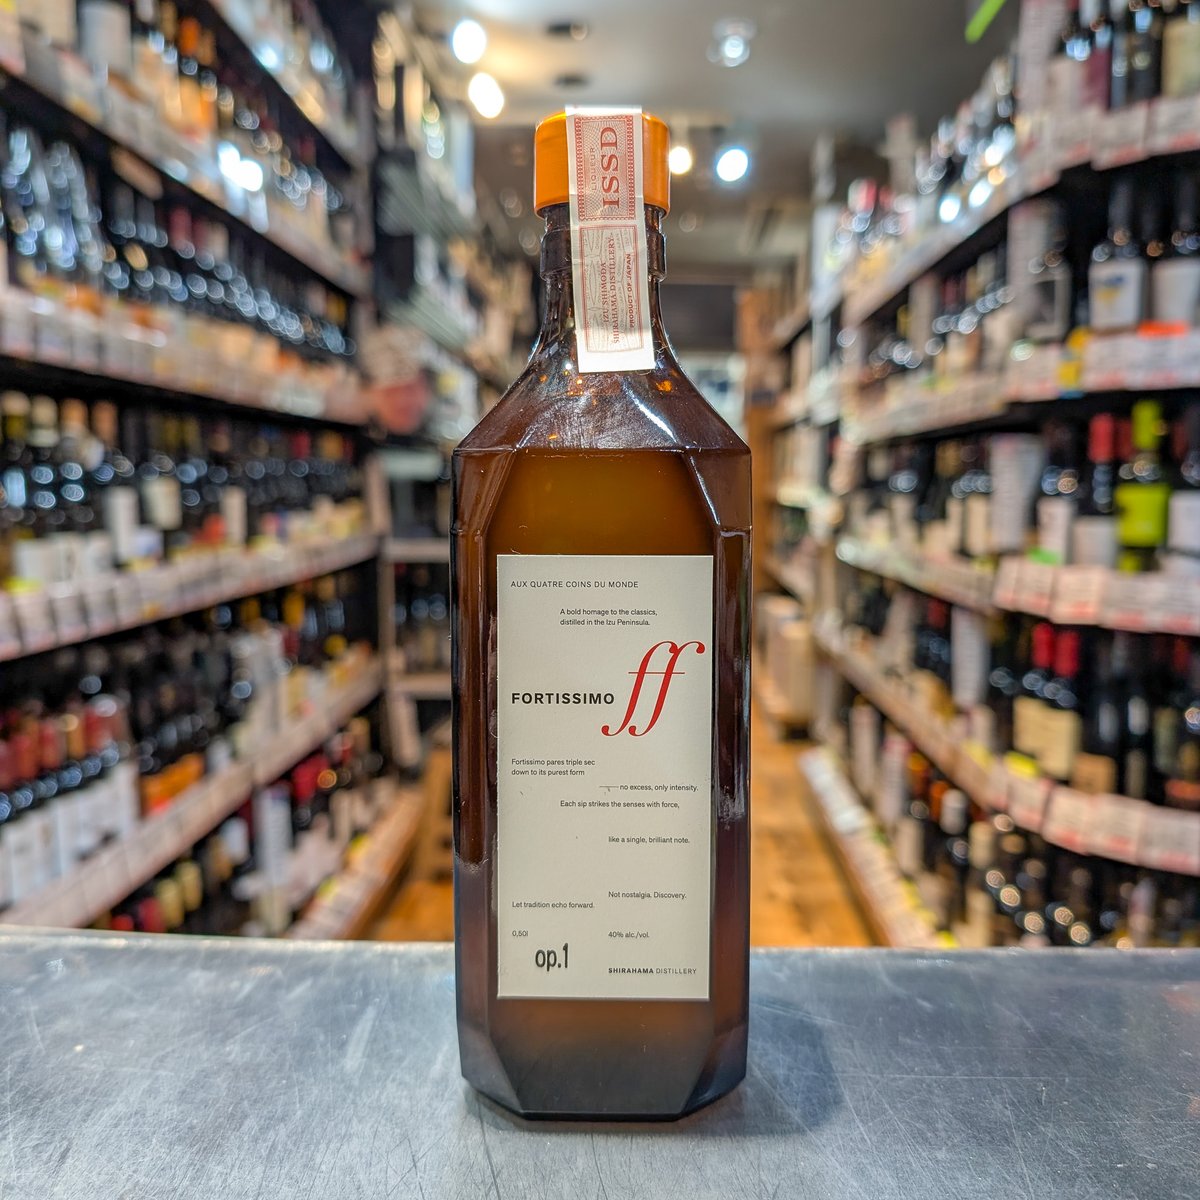 LIQUEUR
ISSD
IZU SHIMODA
SHIRAHAMA DISTILLERY
PRODUCT OF JAPAN
AUX QUATRE COINS DU MONDE
A bold homage to the classics,
distilled in the Izu Peninsula.
ff
FORTISSIMO
Fortissimo pares triple sec
down to its purest form
—— no excess, only intensity.
Each sip strikes the senses with force,
like a single, brilliant note.
Not nostalgia. Discovery.
Let tradition echo forward.
0,50l
40% alc./vol.
op.1
SHIRAHAMA DISTILLERY